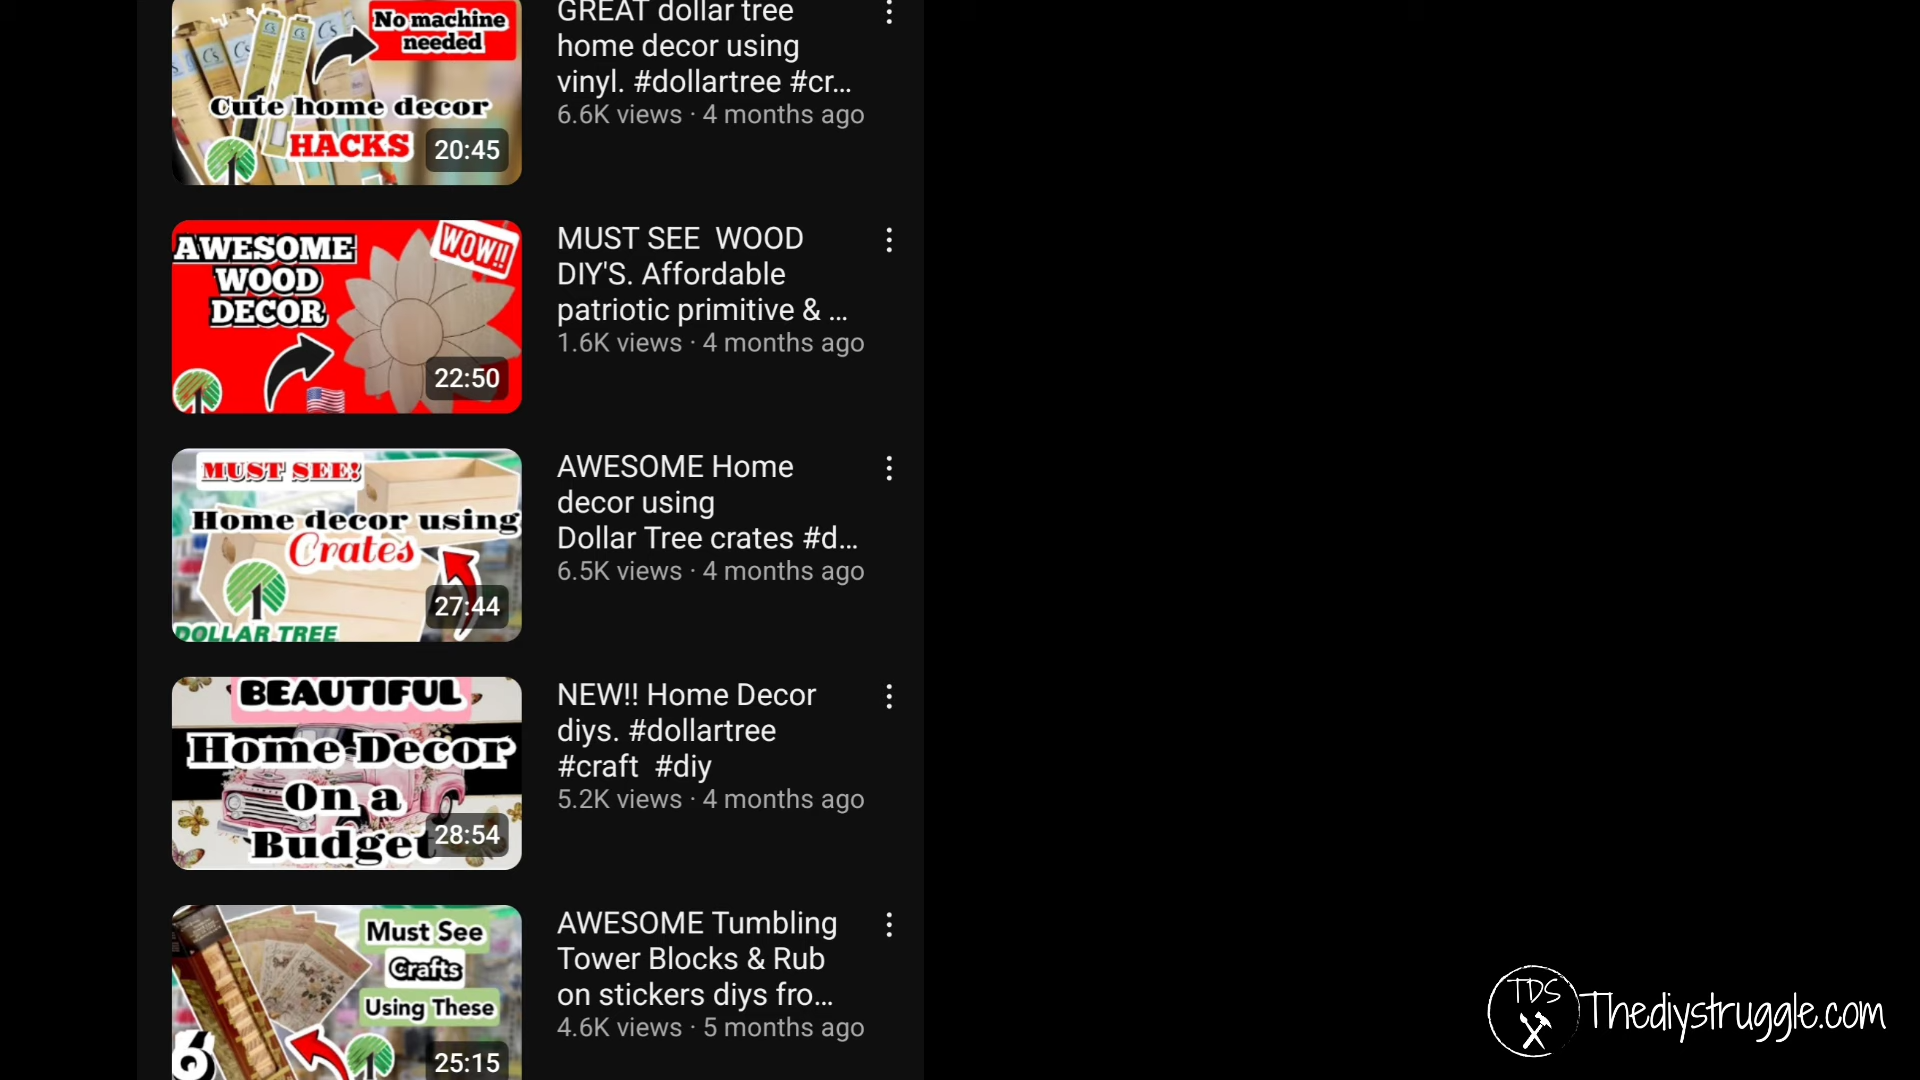 No machine
needed
Cute home decor
HACKS
20:45
GREAT dollar tree
home decor using
vinyl. #dollartree #cr...
6.6K views · 4 months ago
AWESOME
WOOD
DECOR
WOW!!
22:50
MUST SEE WOOD
DIY'S. Affordable
patriotic primitive & ...
1.6K views · 4 months ago
MUST SEE!
Home decor using
Crates
DOLLAR TREE
27:44
AWESOME Home
decor using
Dollar Tree crates #d...
6.5K views · 4 months ago
BEAUTIFUL
Home Decor
On a
Budget
28:54
NEW!! Home Decor
diys. #dollartree
#craft #diy
5.2K views · 4 months ago
Must See
Crafts
Using These
6
25:15
AWESOME Tumbling
Tower Blocks & Rub
on stickers diys fro...
4.6K views · 5 months ago
TDS
Thediystruggle.com